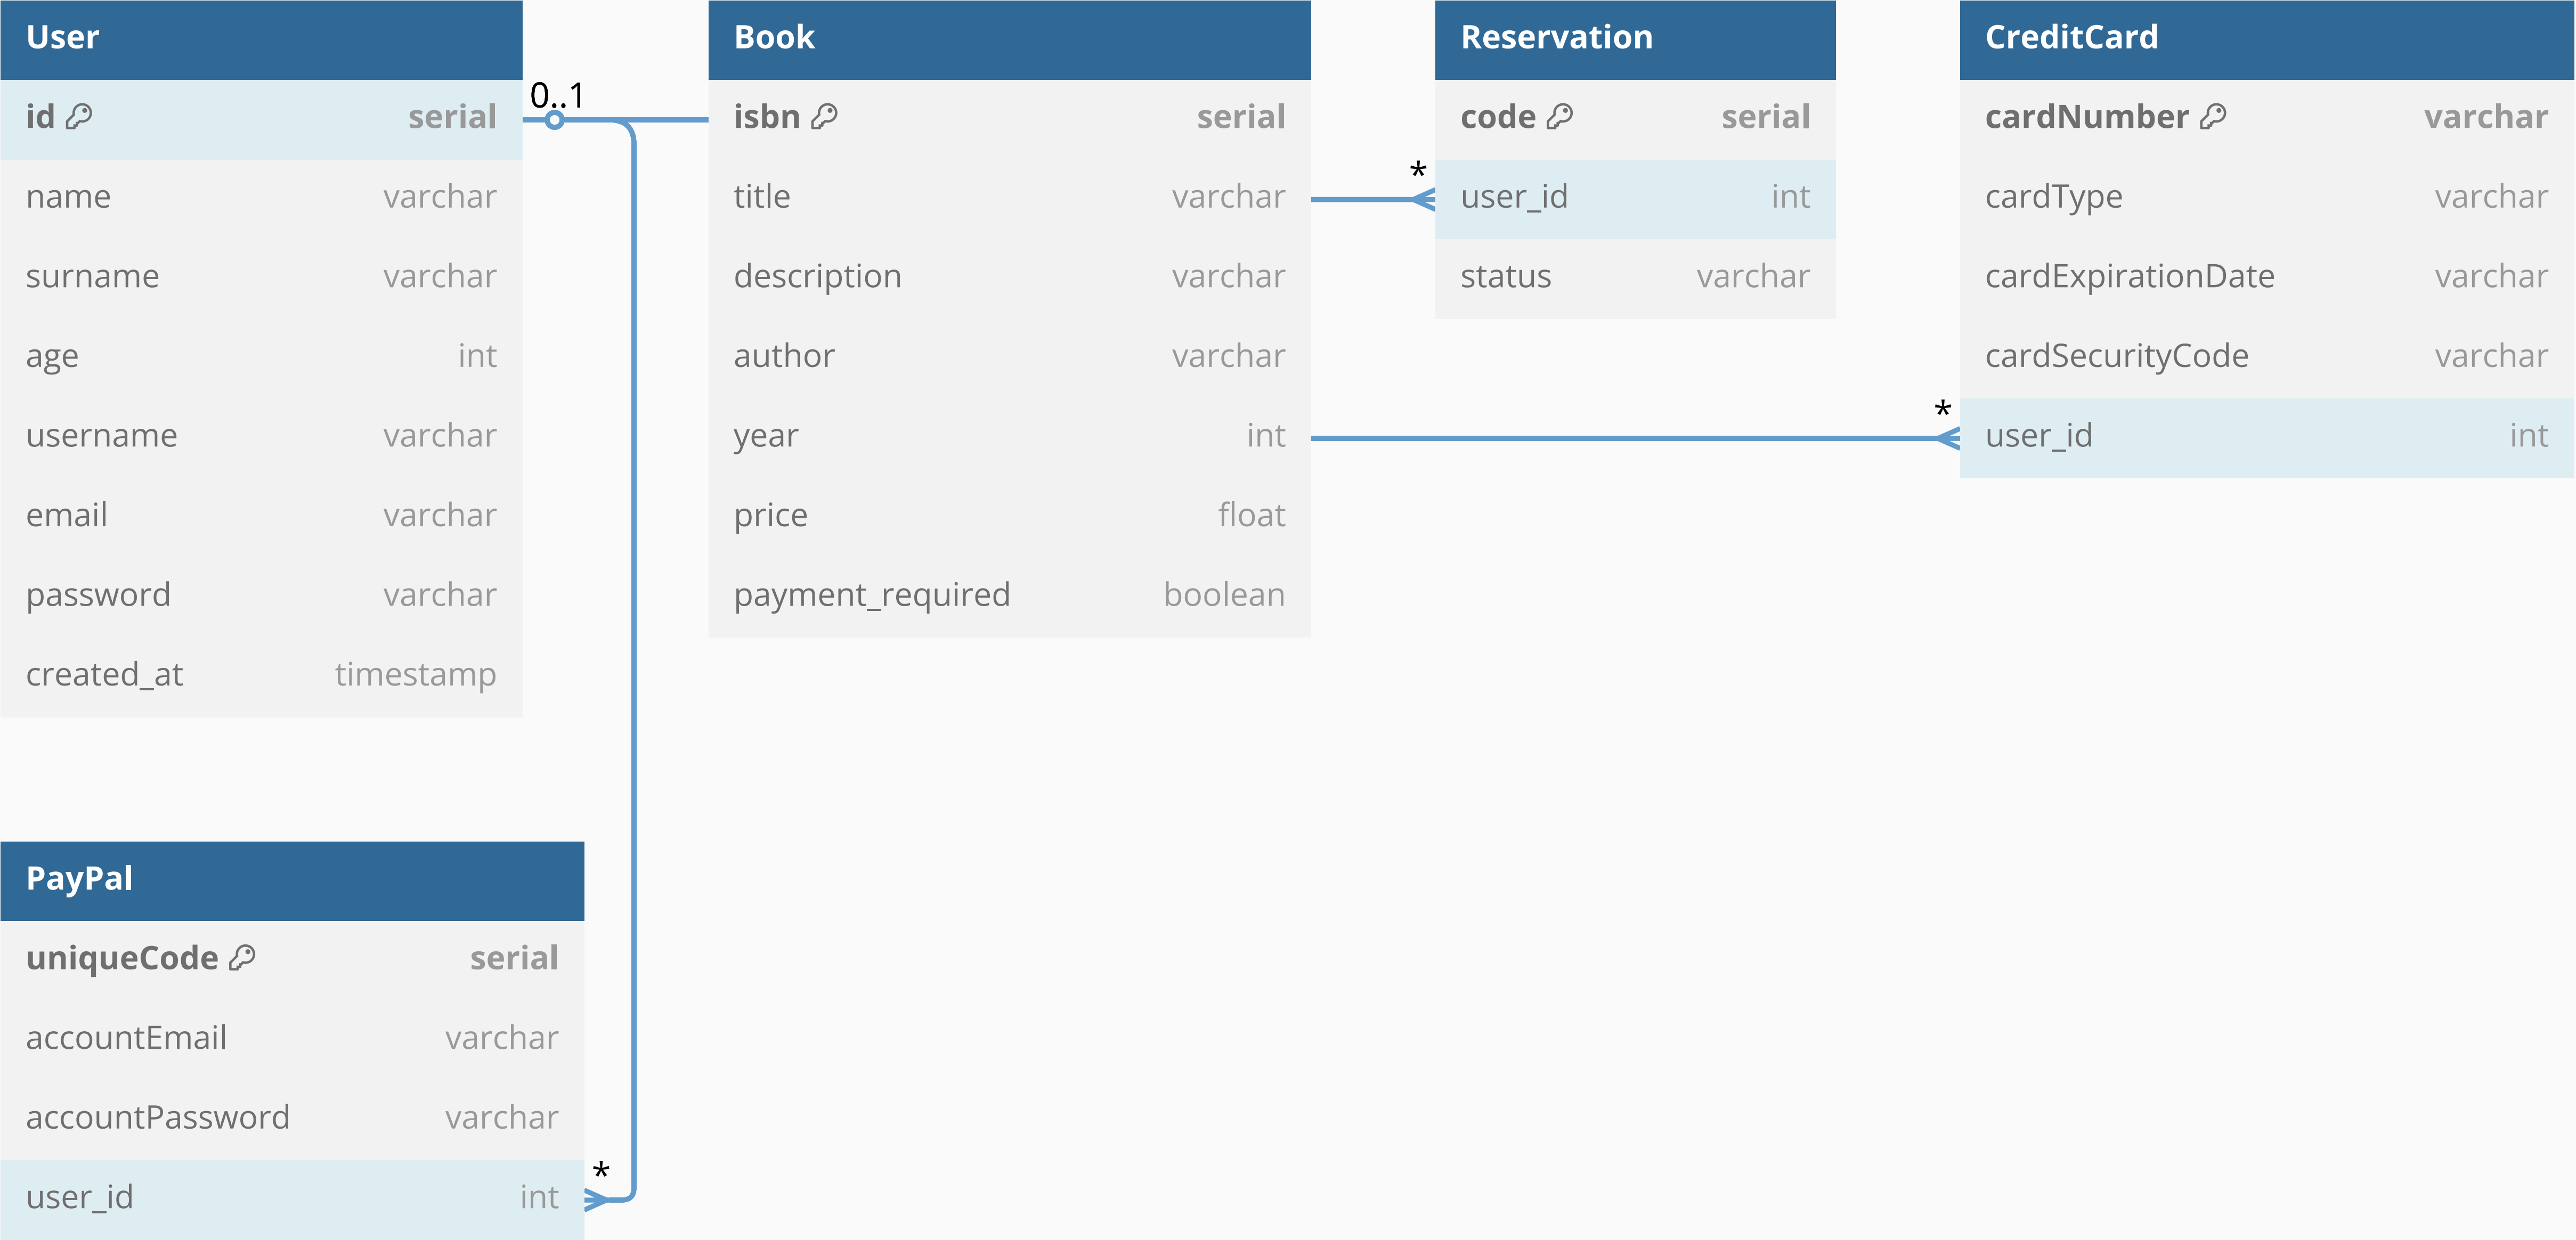 User
id serial
name varchar
surname varchar
age int
username varchar
email varchar
password varchar
created_at timestamp
0..1
Book
isbn serial
title varchar
description varchar
author varchar
year int
price float
payment_required boolean
*
Reservation
code serial
user_id int
status varchar
*
CreditCard
cardNumber varchar
cardType varchar
cardExpirationDate varchar
cardSecurityCode varchar
user_id int
PayPal
uniqueCode serial
accountEmail varchar
accountPassword varchar
user_id int
*